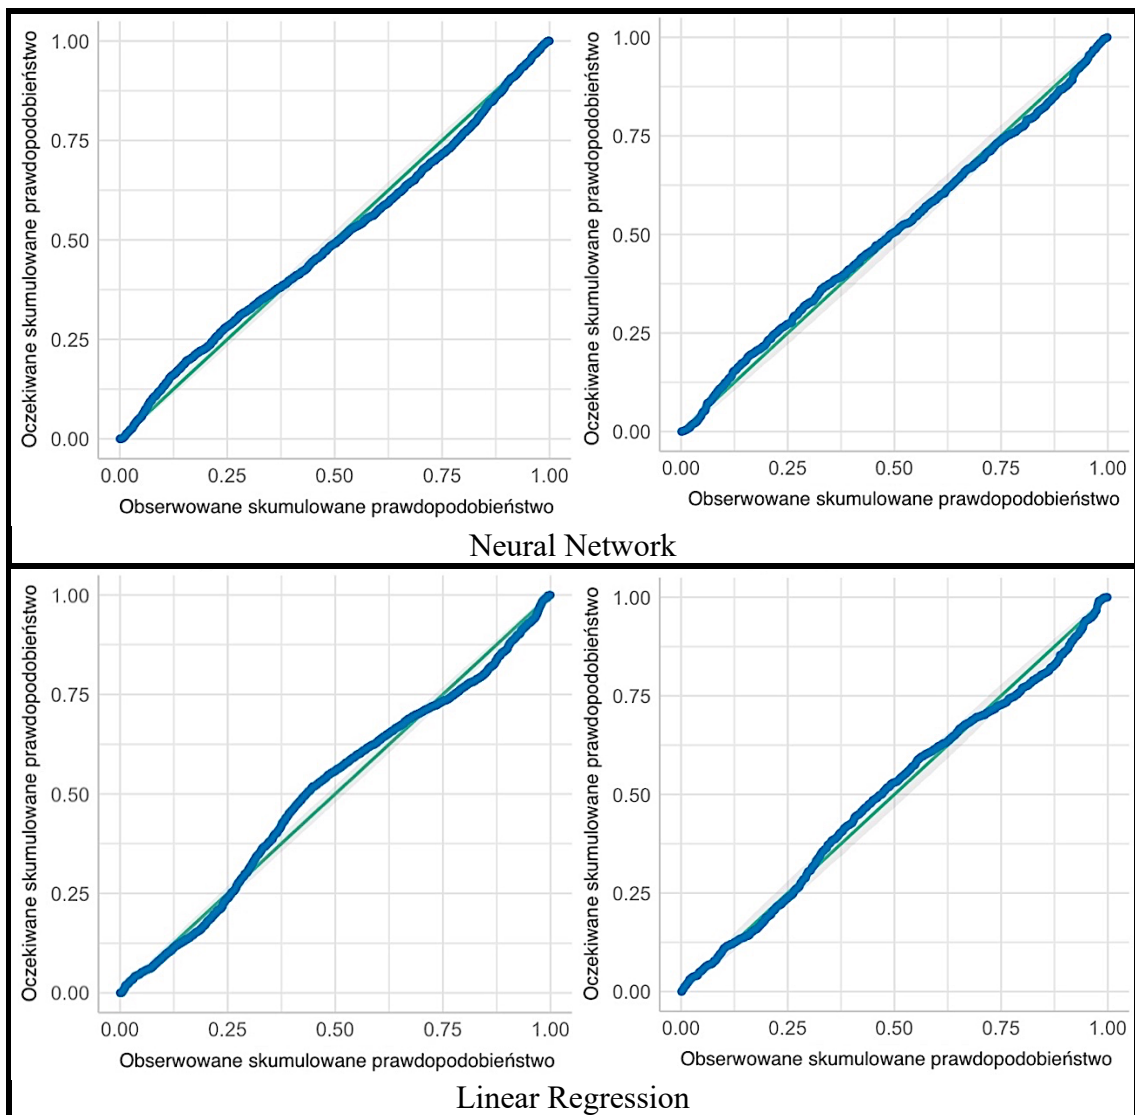 Oczekiwane skumulowane prawdopodobieństwo
1.00
0.75
0.50
0.25
0.00
0.00 0.25 0.50 0.75 1.00
Obserwowane skumulowane prawdopodobieństwo
Oczekiwane skumulowane prawdopodobieństwo
1.00
0.75
0.50
0.25
0.00
0.00 0.25 0.50 0.75 1.00
Obserwowane skumulowane prawdopodobieństwo
Neural Network
Oczekiwane skumulowane prawdopodobieństwo
1.00
0.75
0.50
0.25
0.00
0.00 0.25 0.50 0.75 1.00
Obserwowane skumulowane prawdopodobieństwo
Oczekiwane skumulowane prawdopodobieństwo
1.00
0.75
0.50
0.25
0.00
0.00 0.25 0.50 0.75 1.00
Obserwowane skumulowane prawdopodobieństwo
Linear Regression